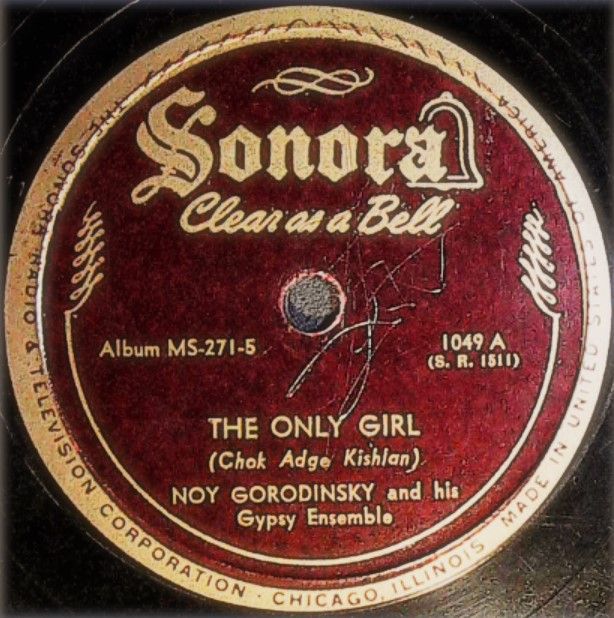 Sonora
Clear as a Bell
Album MS-271-5
1049 A
(S. R. 1511)
THE ONLY GIRL
(Chok Adge Kishlan)
NOY GORODINSKY and his
Gypsy Ensemble
THE SONORA RADIO & TELEVISION CORPORATION · CHICAGO, ILLINOIS MADE IN UNITED STATES OF AMERICA